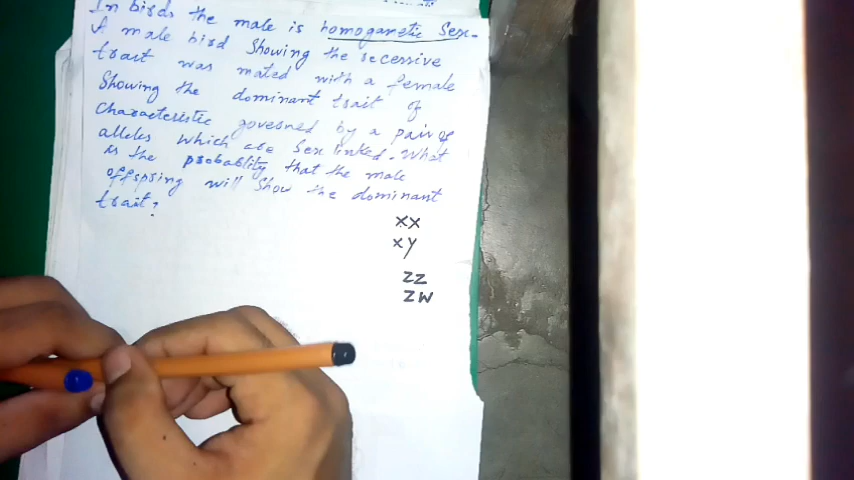 In birds the male is homogametic sex.
A male bird showing the recessive
trait was mated with a female
showing the dominant trait of
characteristic governed by a pair of
alleles which are sex linked. What
is the probablity that the male
offspring will show the dominant
trait?
XX
XY
ZZ
ZW